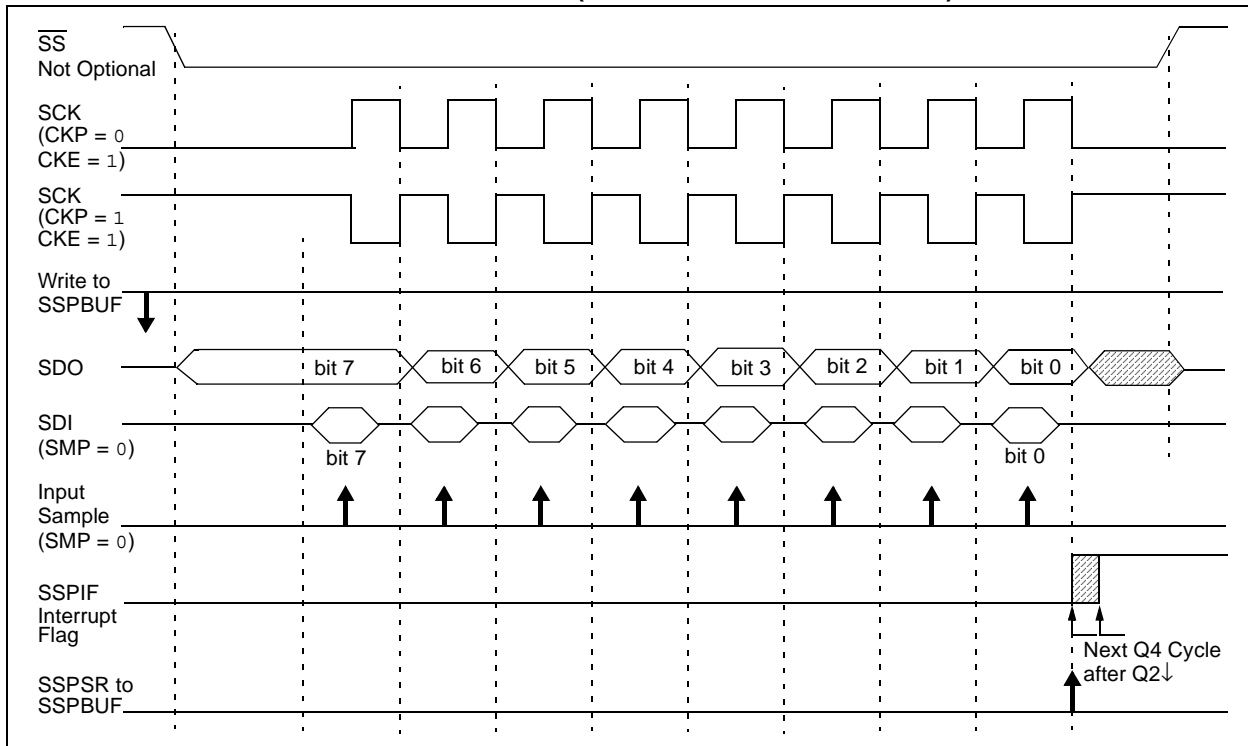 SS
Not Optional
SCK
(CKP = 0
CKE = 1)
SCK
(CKP = 1
CKE = 1)
Write to
SSPBUF
SDO
bit 7 bit 6 bit 5 bit 4 bit 3 bit 2 bit 1 bit 0
SDI
(SMP = 0)
bit 7 bit 0
Input
Sample
(SMP = 0)
SSPIF
Interrupt
Flag
Next Q4 Cycle
after Q2↓
SSPSR to
SSPBUF